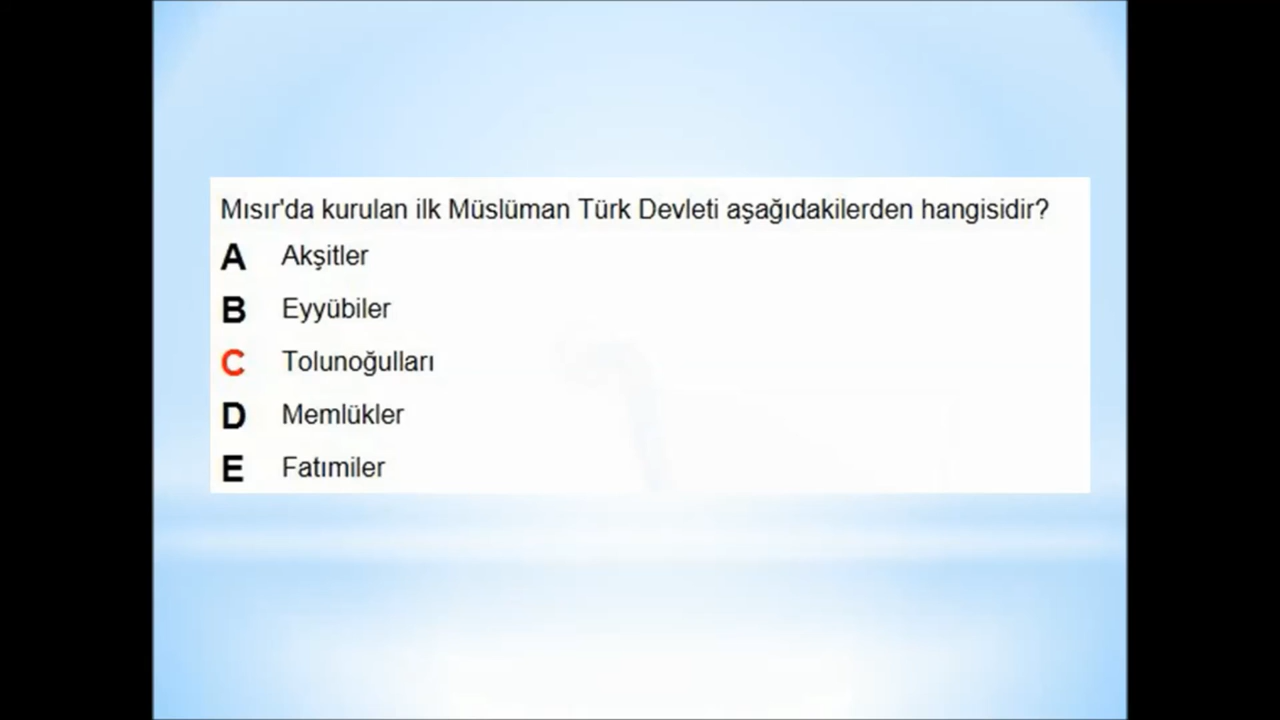 Mısır'da kurulan ilk Müslüman Türk Devleti aşağıdakilerden hangisidir?
A Akşitler
B Eyyübiler
C Tolunoğulları
D Memlükler
E Fatımiler